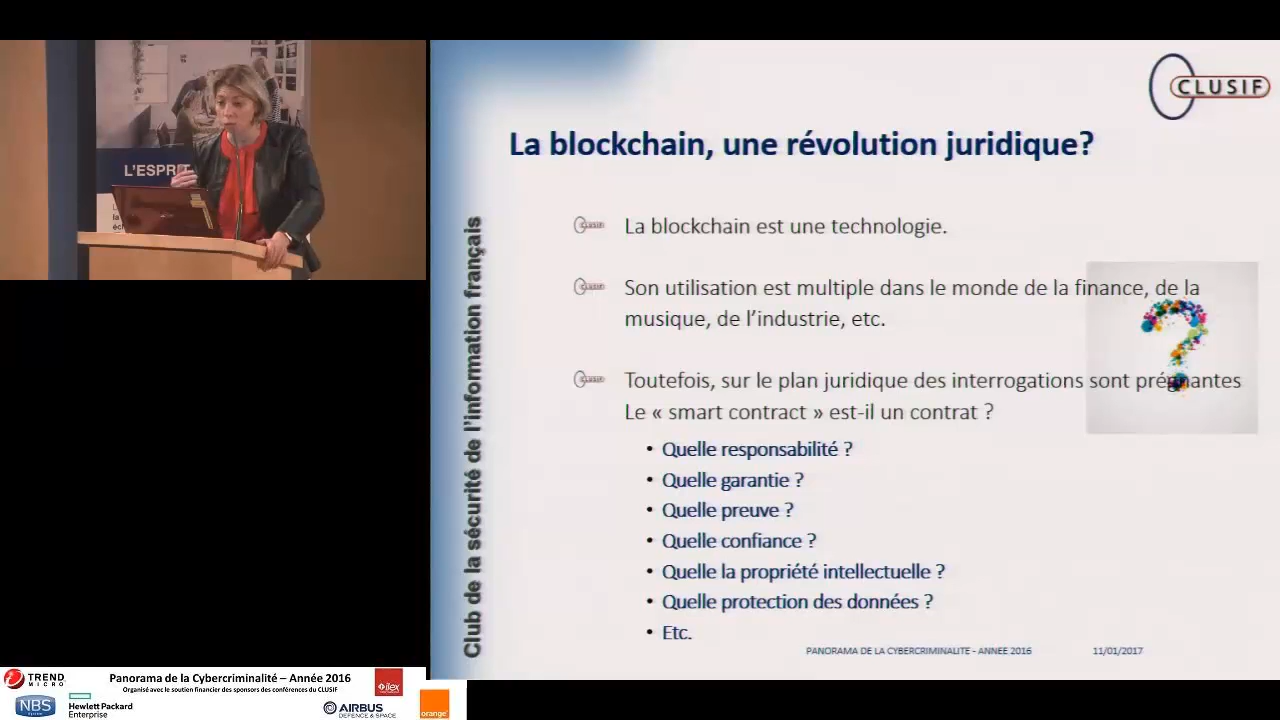 L'ESPRIT
CLUSIF
La blockchain, une révolution juridique?
Club de la sécurité de l'information français
La blockchain est une technologie.
Son utilisation est multiple dans le monde de la finance, de la
musique, de l'industrie, etc.
Toutefois, sur le plan juridique des interrogations sont prégnantes
Le « smart contract » est-il un contrat ?
• Quelle responsabilité ?
• Quelle garantie ?
• Quelle preuve ?
• Quelle confiance ?
• Quelle la propriété intellectuelle ?
• Quelle protection des données ?
• Etc.
PANORAMA DE LA CYBERCRIMINALITE - ANNEE 2016
11/01/2017
TREND
MICRO
Panorama de la Cybercriminalité – Année 2016
Organisé avec le soutien financier des sponsors des conférences du CLUSIF
ilex
NBS
Hewlett Packard
Enterprise
AIRBUS
DEFENCE & SPACE
orange